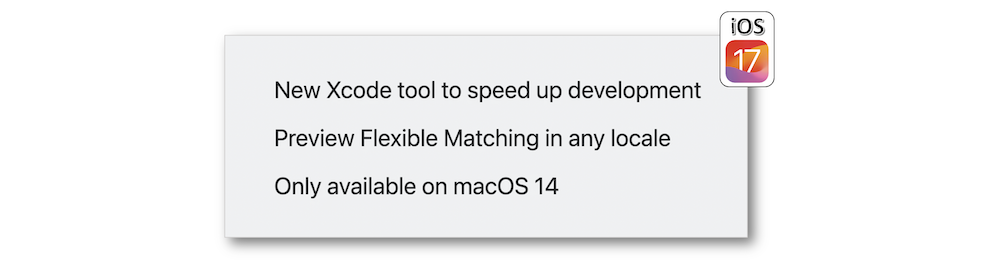 iOS
17
New Xcode tool to speed up development
Preview Flexible Matching in any locale
Only available on macOS 14